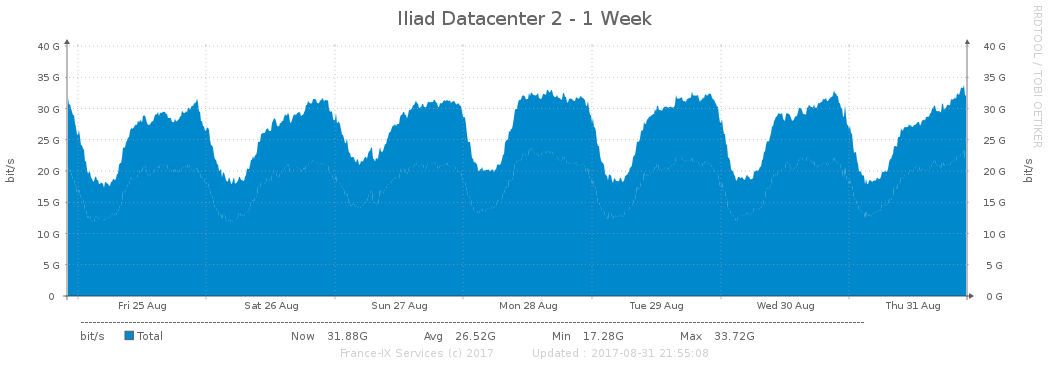 Iliad Datacenter 2 - 1 Week
RRDTOOL / TOBI OETIKER
40 G 40 G
35 G 35 G
30 G 30 G
25 G 25 G
20 G 20 G
15 G 15 G
10 G 10 G
5 G 5 G
0 0 G
bit/s
bit/s
Fri 25 Aug Sat 26 Aug Sun 27 Aug Mon 28 Aug Tue 29 Aug Wed 30 Aug Thu 31 Aug
bit/s Total Now 31.88G Avg 26.52G Min 17.28G Max 33.72G
France-IX Services (c) 2017 Updated : 2017-08-31 21:55:08